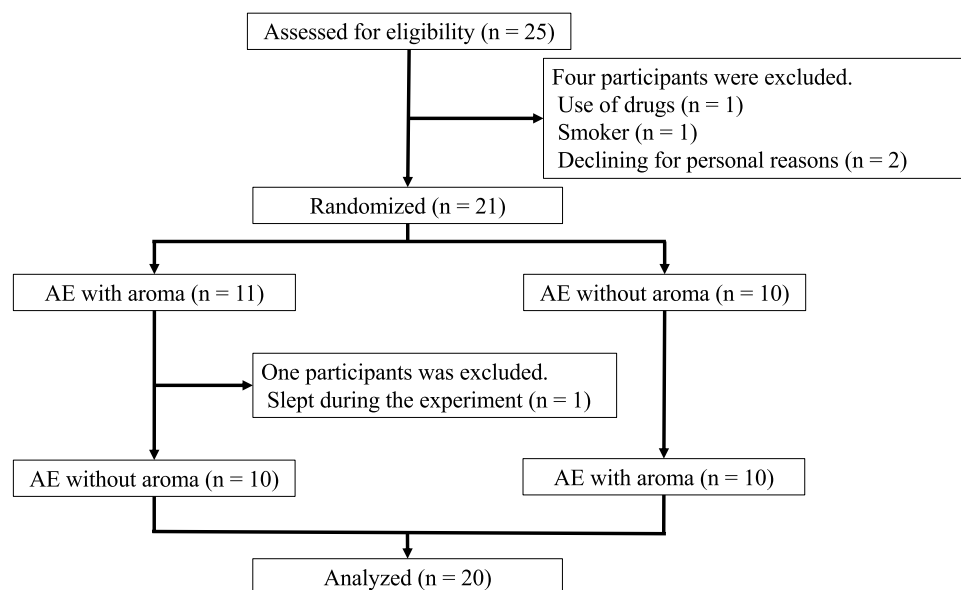 Assessed for eligibility (n = 25)
Four participants were excluded.
Use of drugs (n = 1)
Smoker (n = 1)
Declining for personal reasons (n = 2)
Randomized (n = 21)
AE with aroma (n = 11)
AE without aroma (n = 10)
One participants was excluded.
Slept during the experiment (n = 1)
AE without aroma (n = 10)
AE with aroma (n = 10)
Analyzed (n = 20)